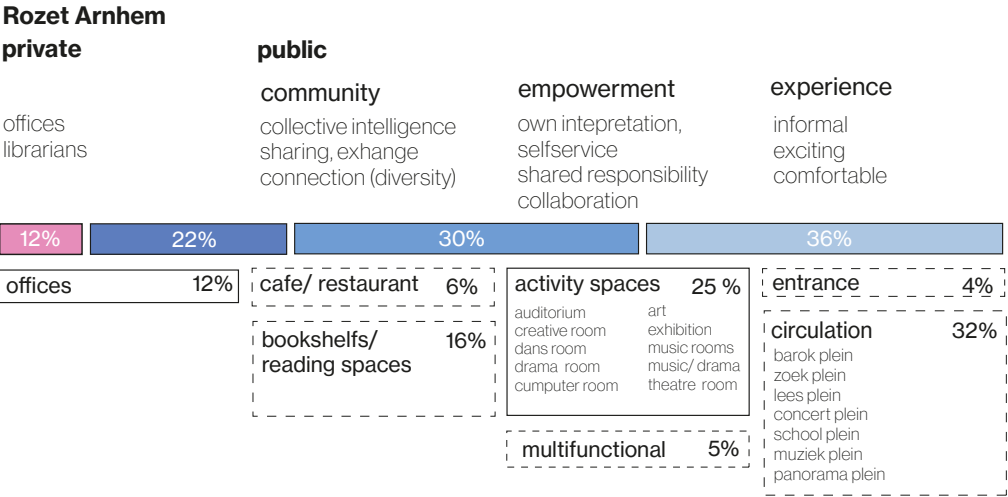 Rozet Arnhem
private
public
community
empowerment
experience
offices
librarians
collective intelligence
sharing, exhange
connection (diversity)
own intepretation,
selfservice
shared responsibility
collaboration
informal
exciting
comfortable
12%
22%
30%
36%
offices 12%
cafe/ restaurant 6%
bookshelfs/ 16%
reading spaces
activity spaces 25 %
auditorium
creative room
dans room
drama room
cumputer room
art
exhibition
music rooms
music/ drama
theatre room
multifunctional 5%
entrance 4%
circulation 32%
barok plein
zoek plein
lees plein
concert plein
school plein
muziek plein
panorama plein